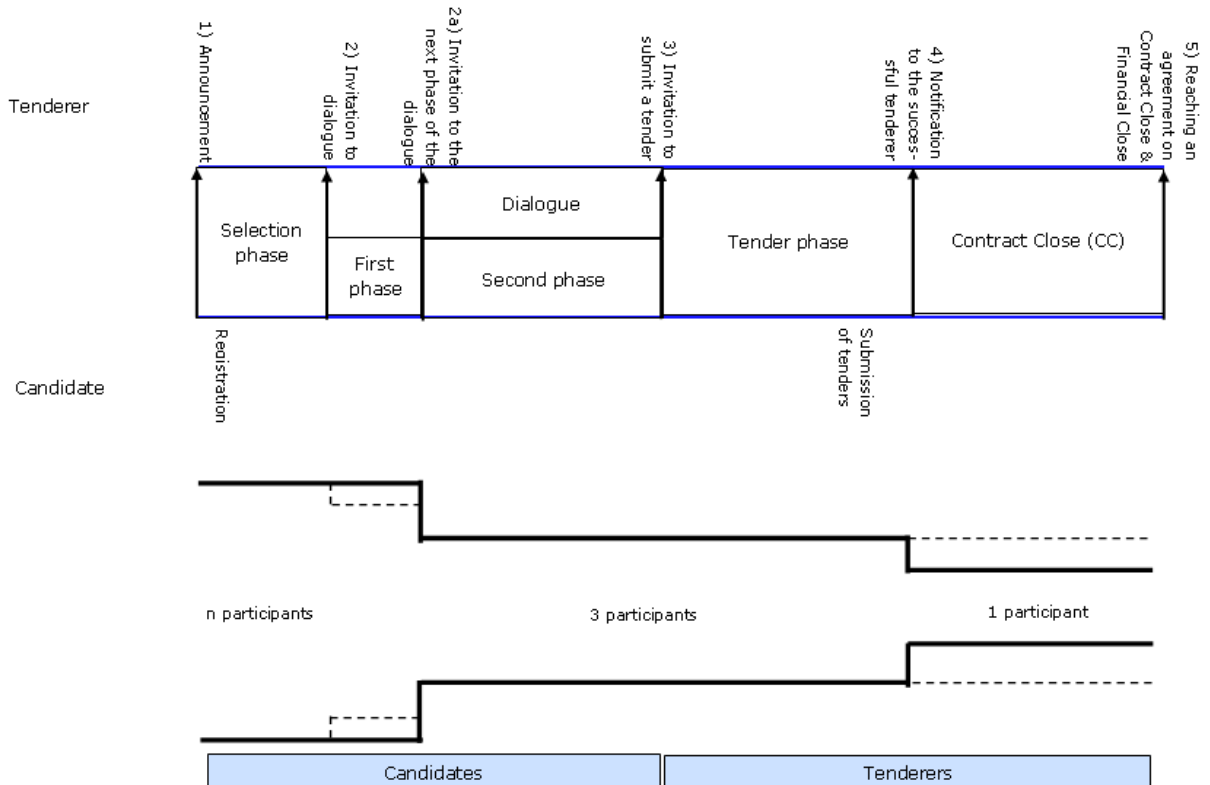 1) Announcement
2) Invitation to
dialogue
2a) Invitation to the
next phase of the
dialogue
3) Invitation to
submit a tender
4) Notification
to the succes-
sful tenderer
5) Reaching an
agreement on
Contract Close &
Financial Close
Tenderer
Selection
phase
First
phase
Dialogue
Second phase
Tender phase
Contract Close (CC)
Registration
Submission
of tenders
Candidate
n participants
3 participants
1 participant
Candidates
Tenderers